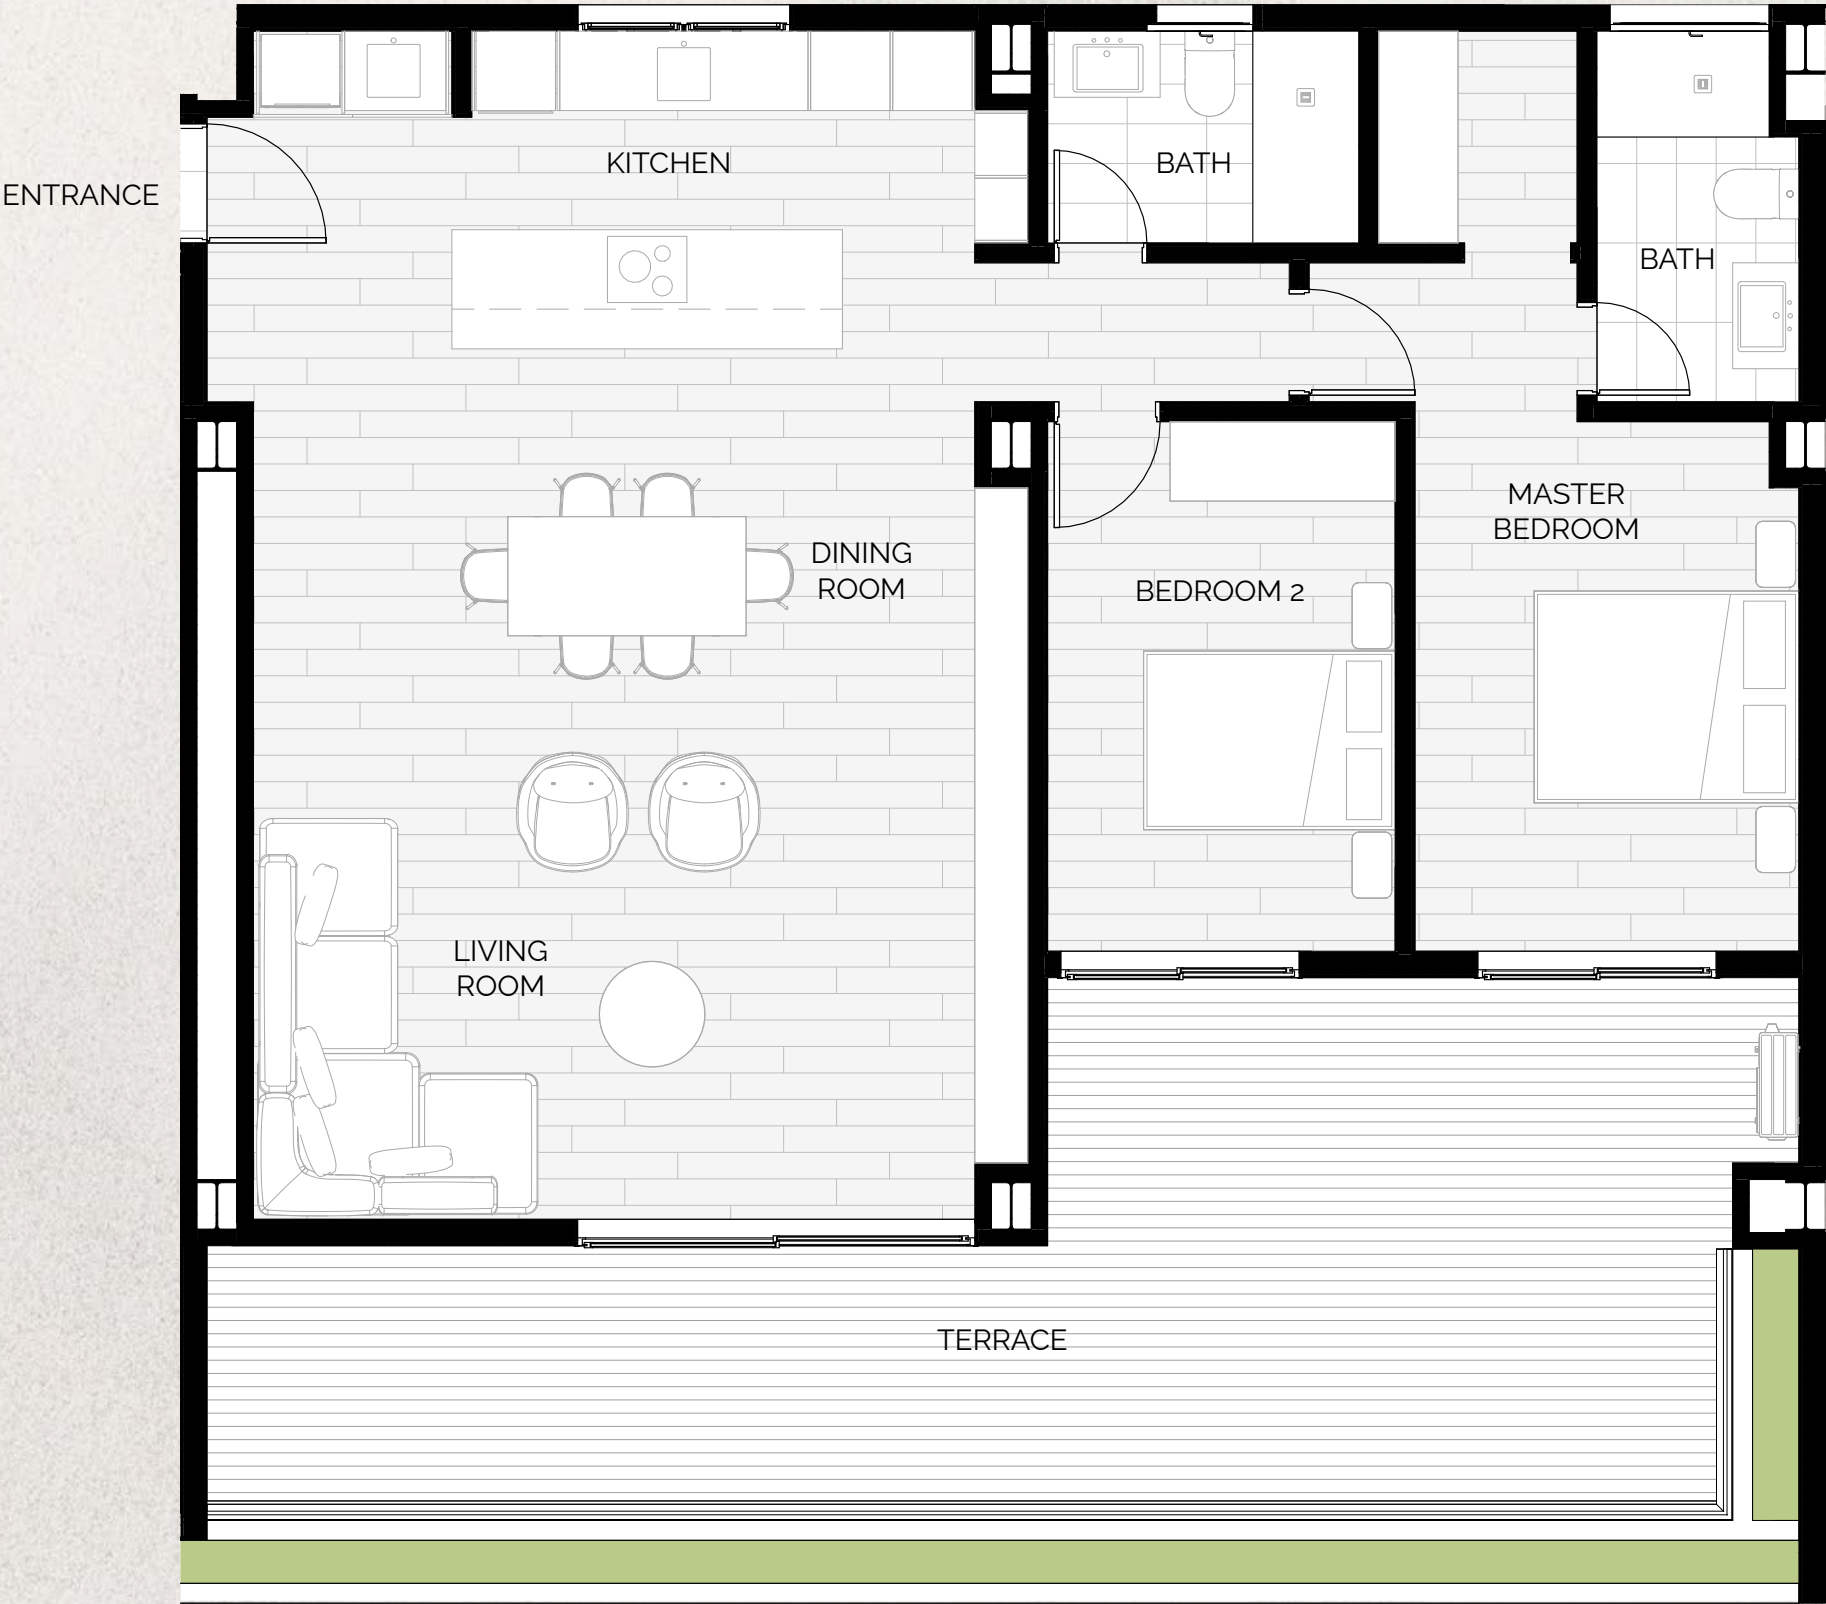 ENTRANCE
KITCHEN
BATH
BATH
DINING
ROOM
BEDROOM 2
MASTER
BEDROOM
LIVING
ROOM
TERRACE